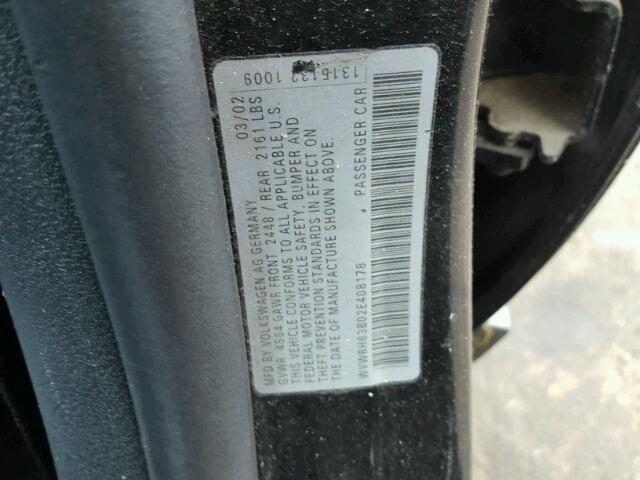 MFD BY VOLKSWAGEN AG GERMANY 03/02
GVWR 4564 GAWR FRONT 2448 / REAR 2161 LBS
THIS VEHICLE CONFORMS TO ALL APPLICABLE U.S.
FEDERAL MOTOR VEHICLE SAFETY, BUMPER AND
THEFT PREVENTION STANDARDS IN EFFECT ON
THE DATE OF MANUFACTURE SHOWN ABOVE.
WVWRH63B02E408178 , PASSENGER CAR
1009